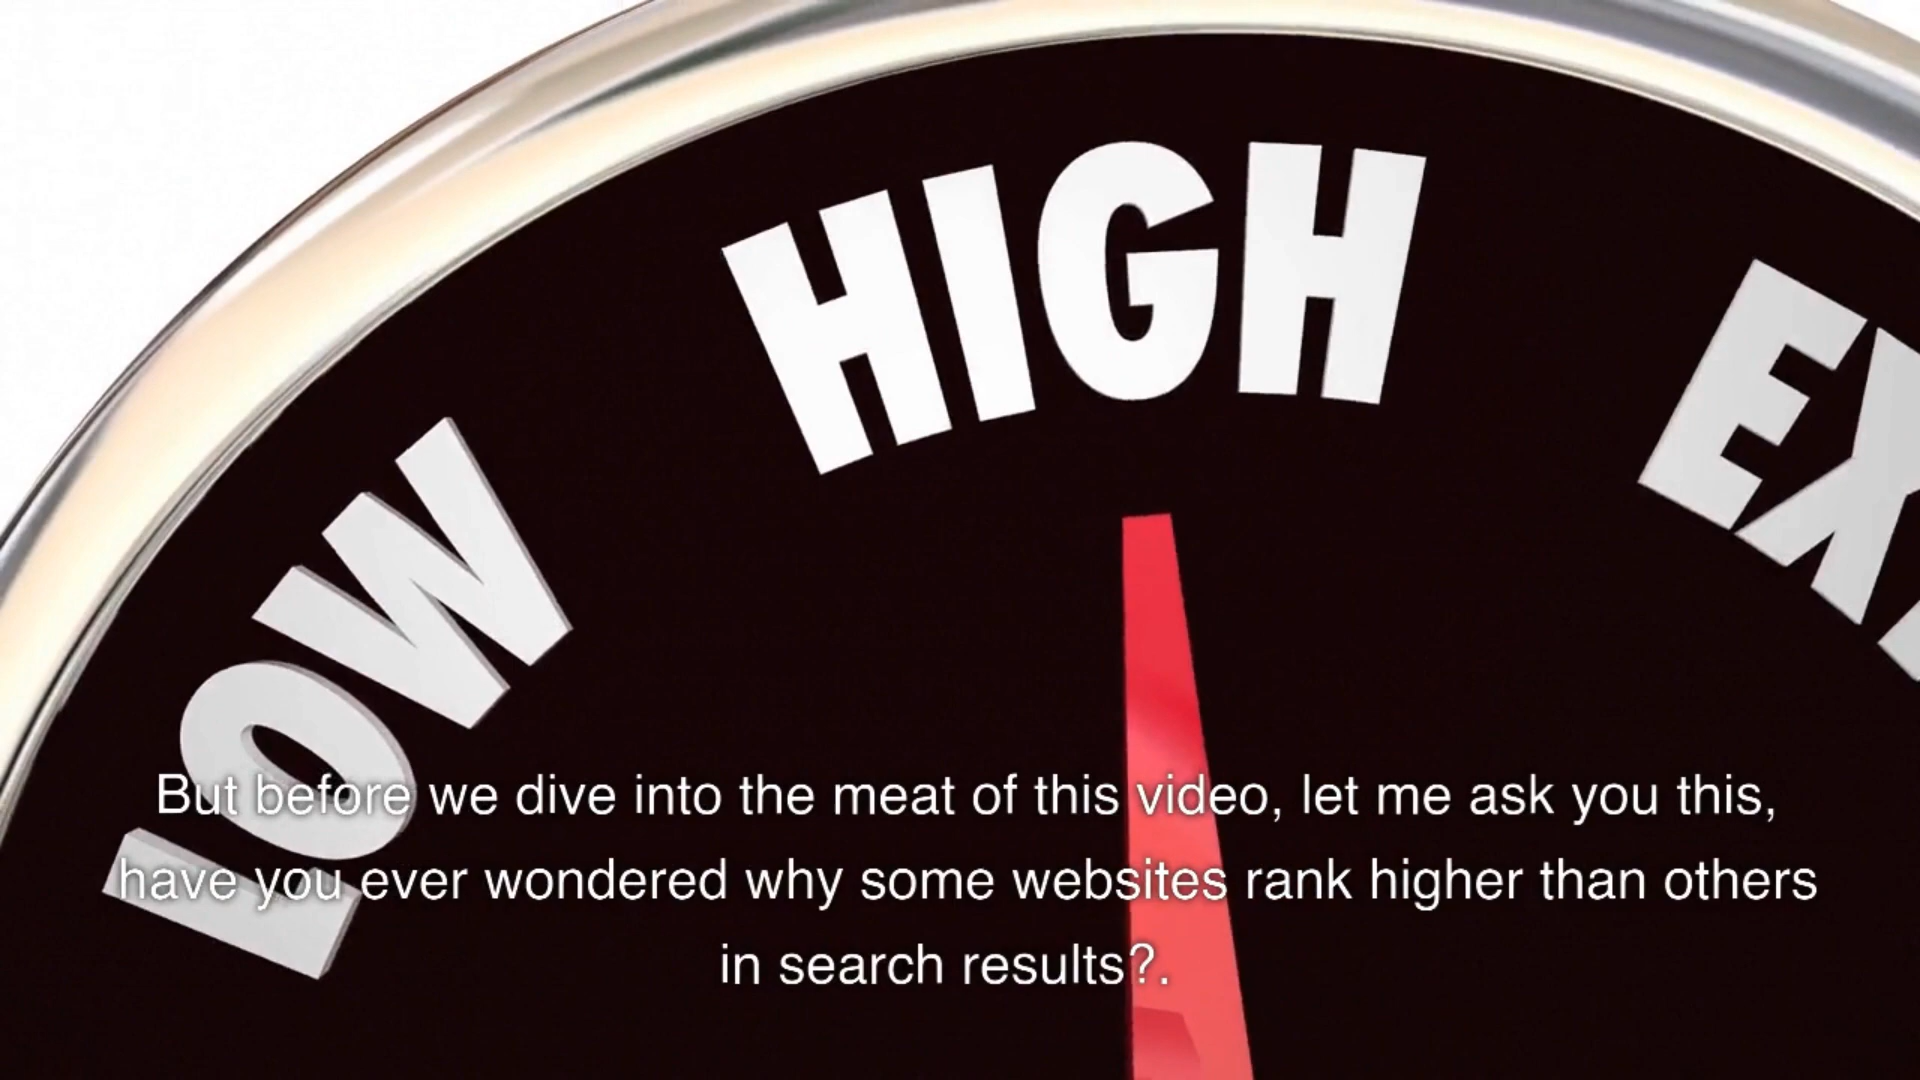 LOW
HIGH
But before we dive into the meat of this video, let me ask you this,
have you ever wondered why some websites rank higher than others
in search results?.